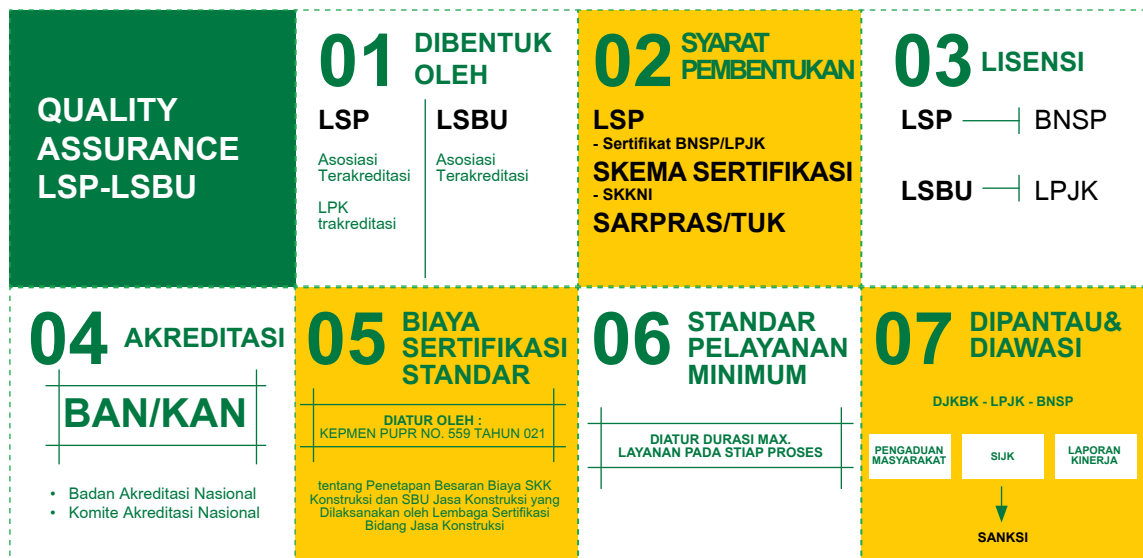 QUALITY
ASSURANCE
LSP-LSBU
01
DIBENTUK
OLEH
LSP
Asosiasi
Terakreditasi
LPK
trakreditasi
LSBU
Asosiasi
Terakreditasi
02
SYARAT
PEMBENTUKAN
LSP
- Sertifikat BNSP/LPJK
SKEMA SERTIFIKASI
- SKKNI
SARPRAS/TUK
03
LISENSI
LSP
BNSP
LSBU
LPJK
04
AKREDITASI
BAN/KAN
• Badan Akreditasi Nasional
• Komite Akreditasi Nasional
05
BIAYA
SERTIFIKASI
STANDAR
DIATUR OLEH :
KEPMEN PUPR NO. 559 TAHUN 021
tentang Penetapan Besaran Biaya SKK
Konstruksi dan SBU Jasa Konstruksi yang
Dilaksanakan oleh Lembaga Sertifikasi
Bidang Jasa Konstruksi
06
STANDAR
PELAYANAN
MINIMUM
DIATUR DURASI MAX.
LAYANAN PADA STIAP PROSES
07
DIPANTAU&
DIAWASI
DJKBK - LPJK - BNSP
PENGADUAN
MASYARAKAT
SIJK
LAPORAN
KINERJA
SANKSI